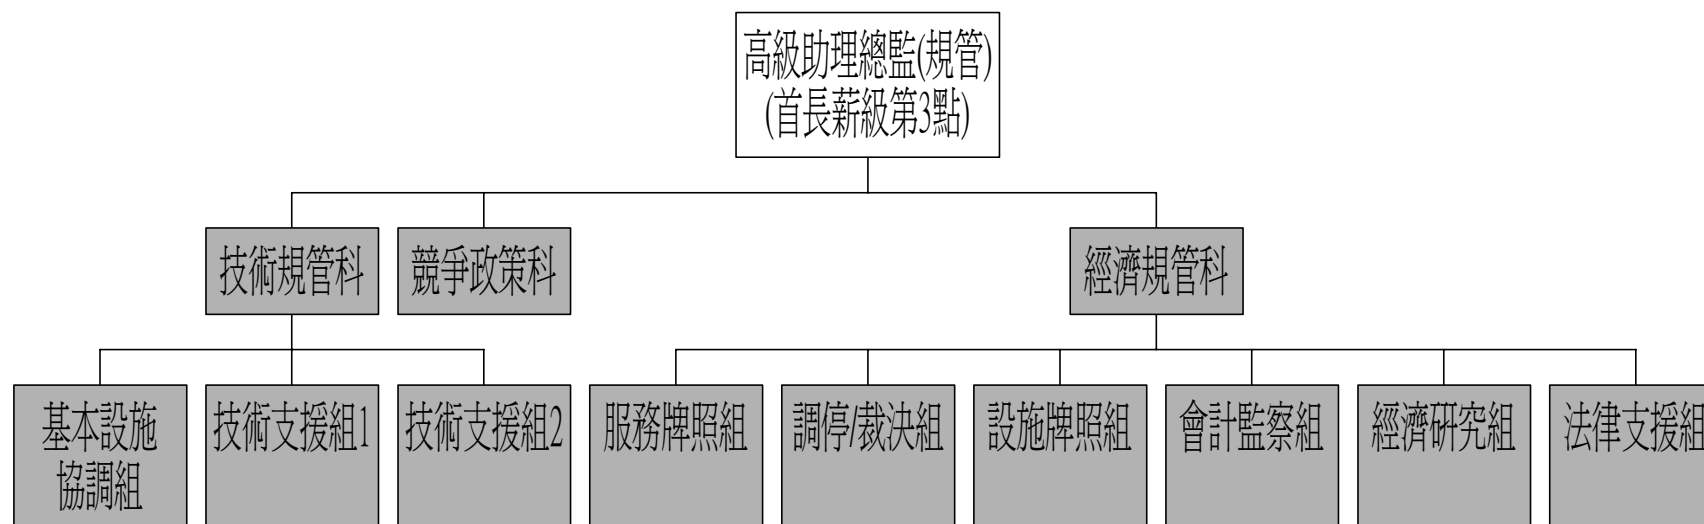 高級助理總監(規管)
(首長薪級第3點)
技術規管科
競爭政策科
經濟規管科
基本設施
協調組
技術支援組1
技術支援組2
服務牌照組
調停/裁決組
設施牌照組
會計監察組
經濟研究組
法律支援組